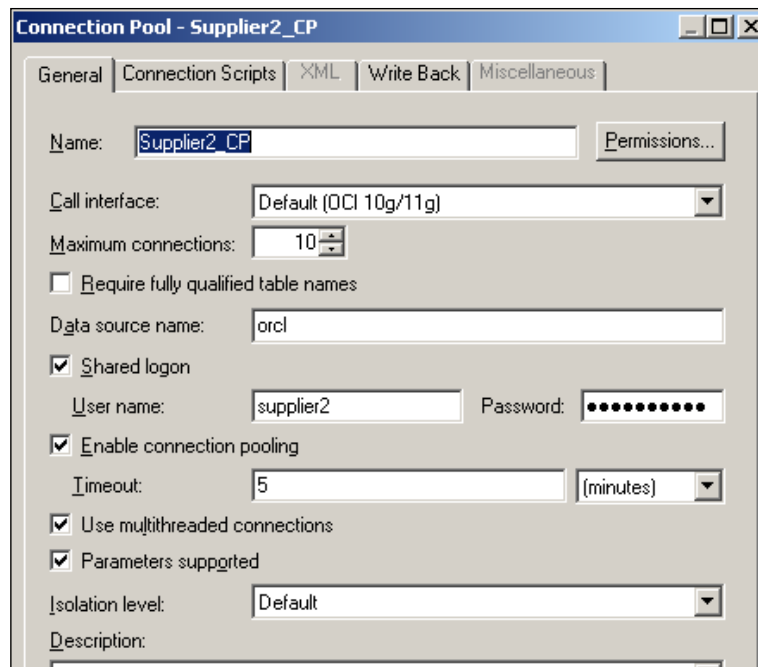 Connection Pool - Supplier2_CP
General Connection Scripts XML Write Back Miscellaneous
Name: Supplier2_CP Permissions...
Call interface: Default (OCI 10g/11g)
Maximum connections: 10
Require fully qualified table names
Data source name: orcl
Shared logon
User name: supplier2 Password: ●●●●●●●●●●
Enable connection pooling
Timeout: 5 (minutes)
Use multithreaded connections
Parameters supported
Isolation level: Default
Description: